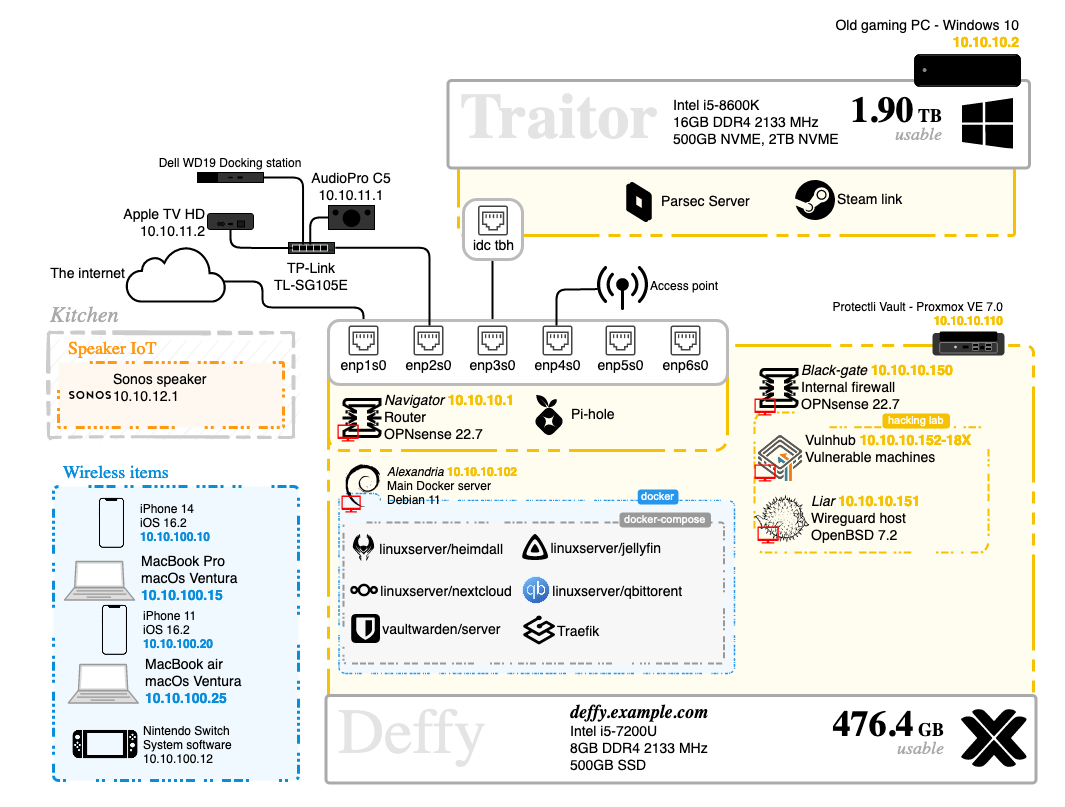 Old gaming PC - Windows 10
10.10.10.2
Traitor
Intel i5-8600K
16GB DDR4 2133 MHz
500GB NVME, 2TB NVME
1.90 TB
usable
Parsec Server
Steam link
Dell WD19 Docking station
AudioPro C5
10.10.11.1
Apple TV HD
10.10.11.2
TP-Link
TL-SG105E
The internet
idc tbh
Access point
enp1s0
enp2s0
enp3s0
enp4s0
enp5s0
enp6s0
Protectli Vault - Proxmox VE 7.0
10.10.10.110
Kitchen
Speaker IoT
Sonos speaker
SONOS
10.10.12.1
Navigator 10.10.10.1
Router
OPNsense 22.7
Pi-hole
Black-gate 10.10.10.150
Internal firewall
OPNsense 22.7
hacking lab
Vulnhub 10.10.10.152-18X
Vulnerable machines
Liar 10.10.10.151
Wireguard host
OpenBSD 7.2
Alexandria 10.10.10.102
Main Docker server
Debian 11
docker
docker-compose
linuxserver/heimdall
linuxserver/jellyfin
linuxserver/nextcloud
qb
linuxserver/qbittorent
vaultwarden/server
Traefik
Wireless items
iPhone 14
iOS 16.2
10.10.100.10
MacBook Pro
macOs Ventura
10.10.100.15
iPhone 11
iOS 16.2
10.10.100.20
MacBook air
macOs Ventura
10.10.100.25
Nintendo Switch
System software
10.10.100.12
Deffy
deffy.example.com
Intel i5-7200U
8GB DDR4 2133 MHz
500GB SSD
476.4 GB
usable